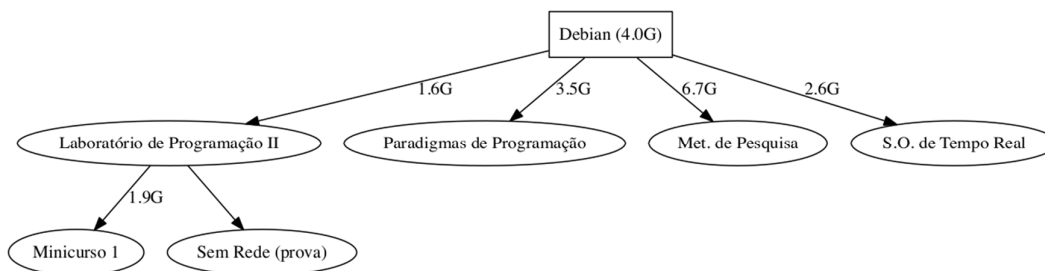 Debian (4.0G)
1.6G
3.5G
6.7G
2.6G
Laboratório de Programação II
Paradigmas de Programação
Met. de Pesquisa
S.O. de Tempo Real
1.9G
Minicurso 1
Sem Rede (prova)